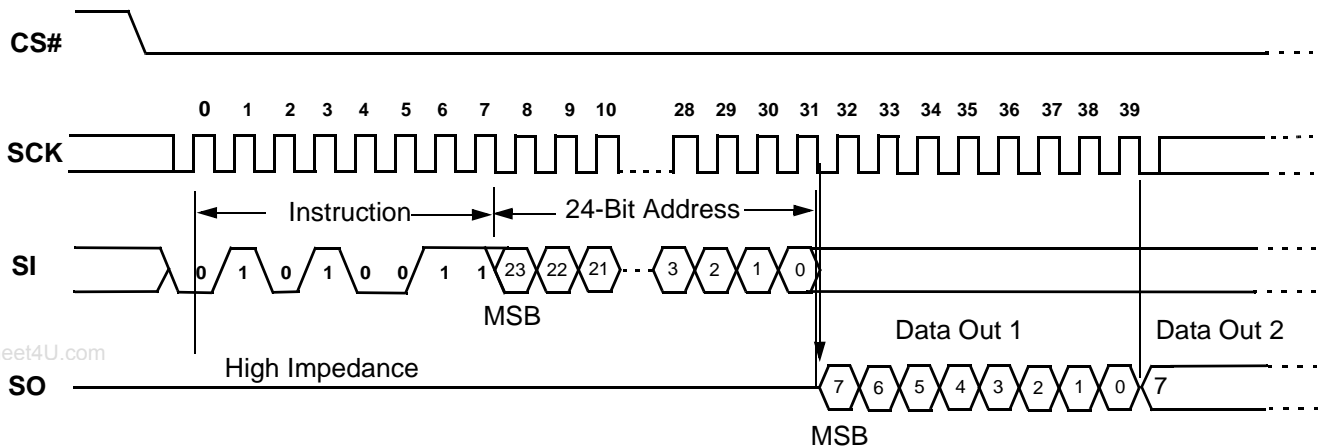 CS#
0 1 2 3 4 5 6 7 8 9 10 28 29 30 31 32 33 34 35 36 37 38 39
SCK
Instruction 24-Bit Address
SI 0 1 0 1 0 0 1 1 23 22 21 3 2 1 0
MSB
Data Out 1 Data Out 2
eet4U.com
High Impedance
SO 7 6 5 4 3 2 1 0 7
MSB